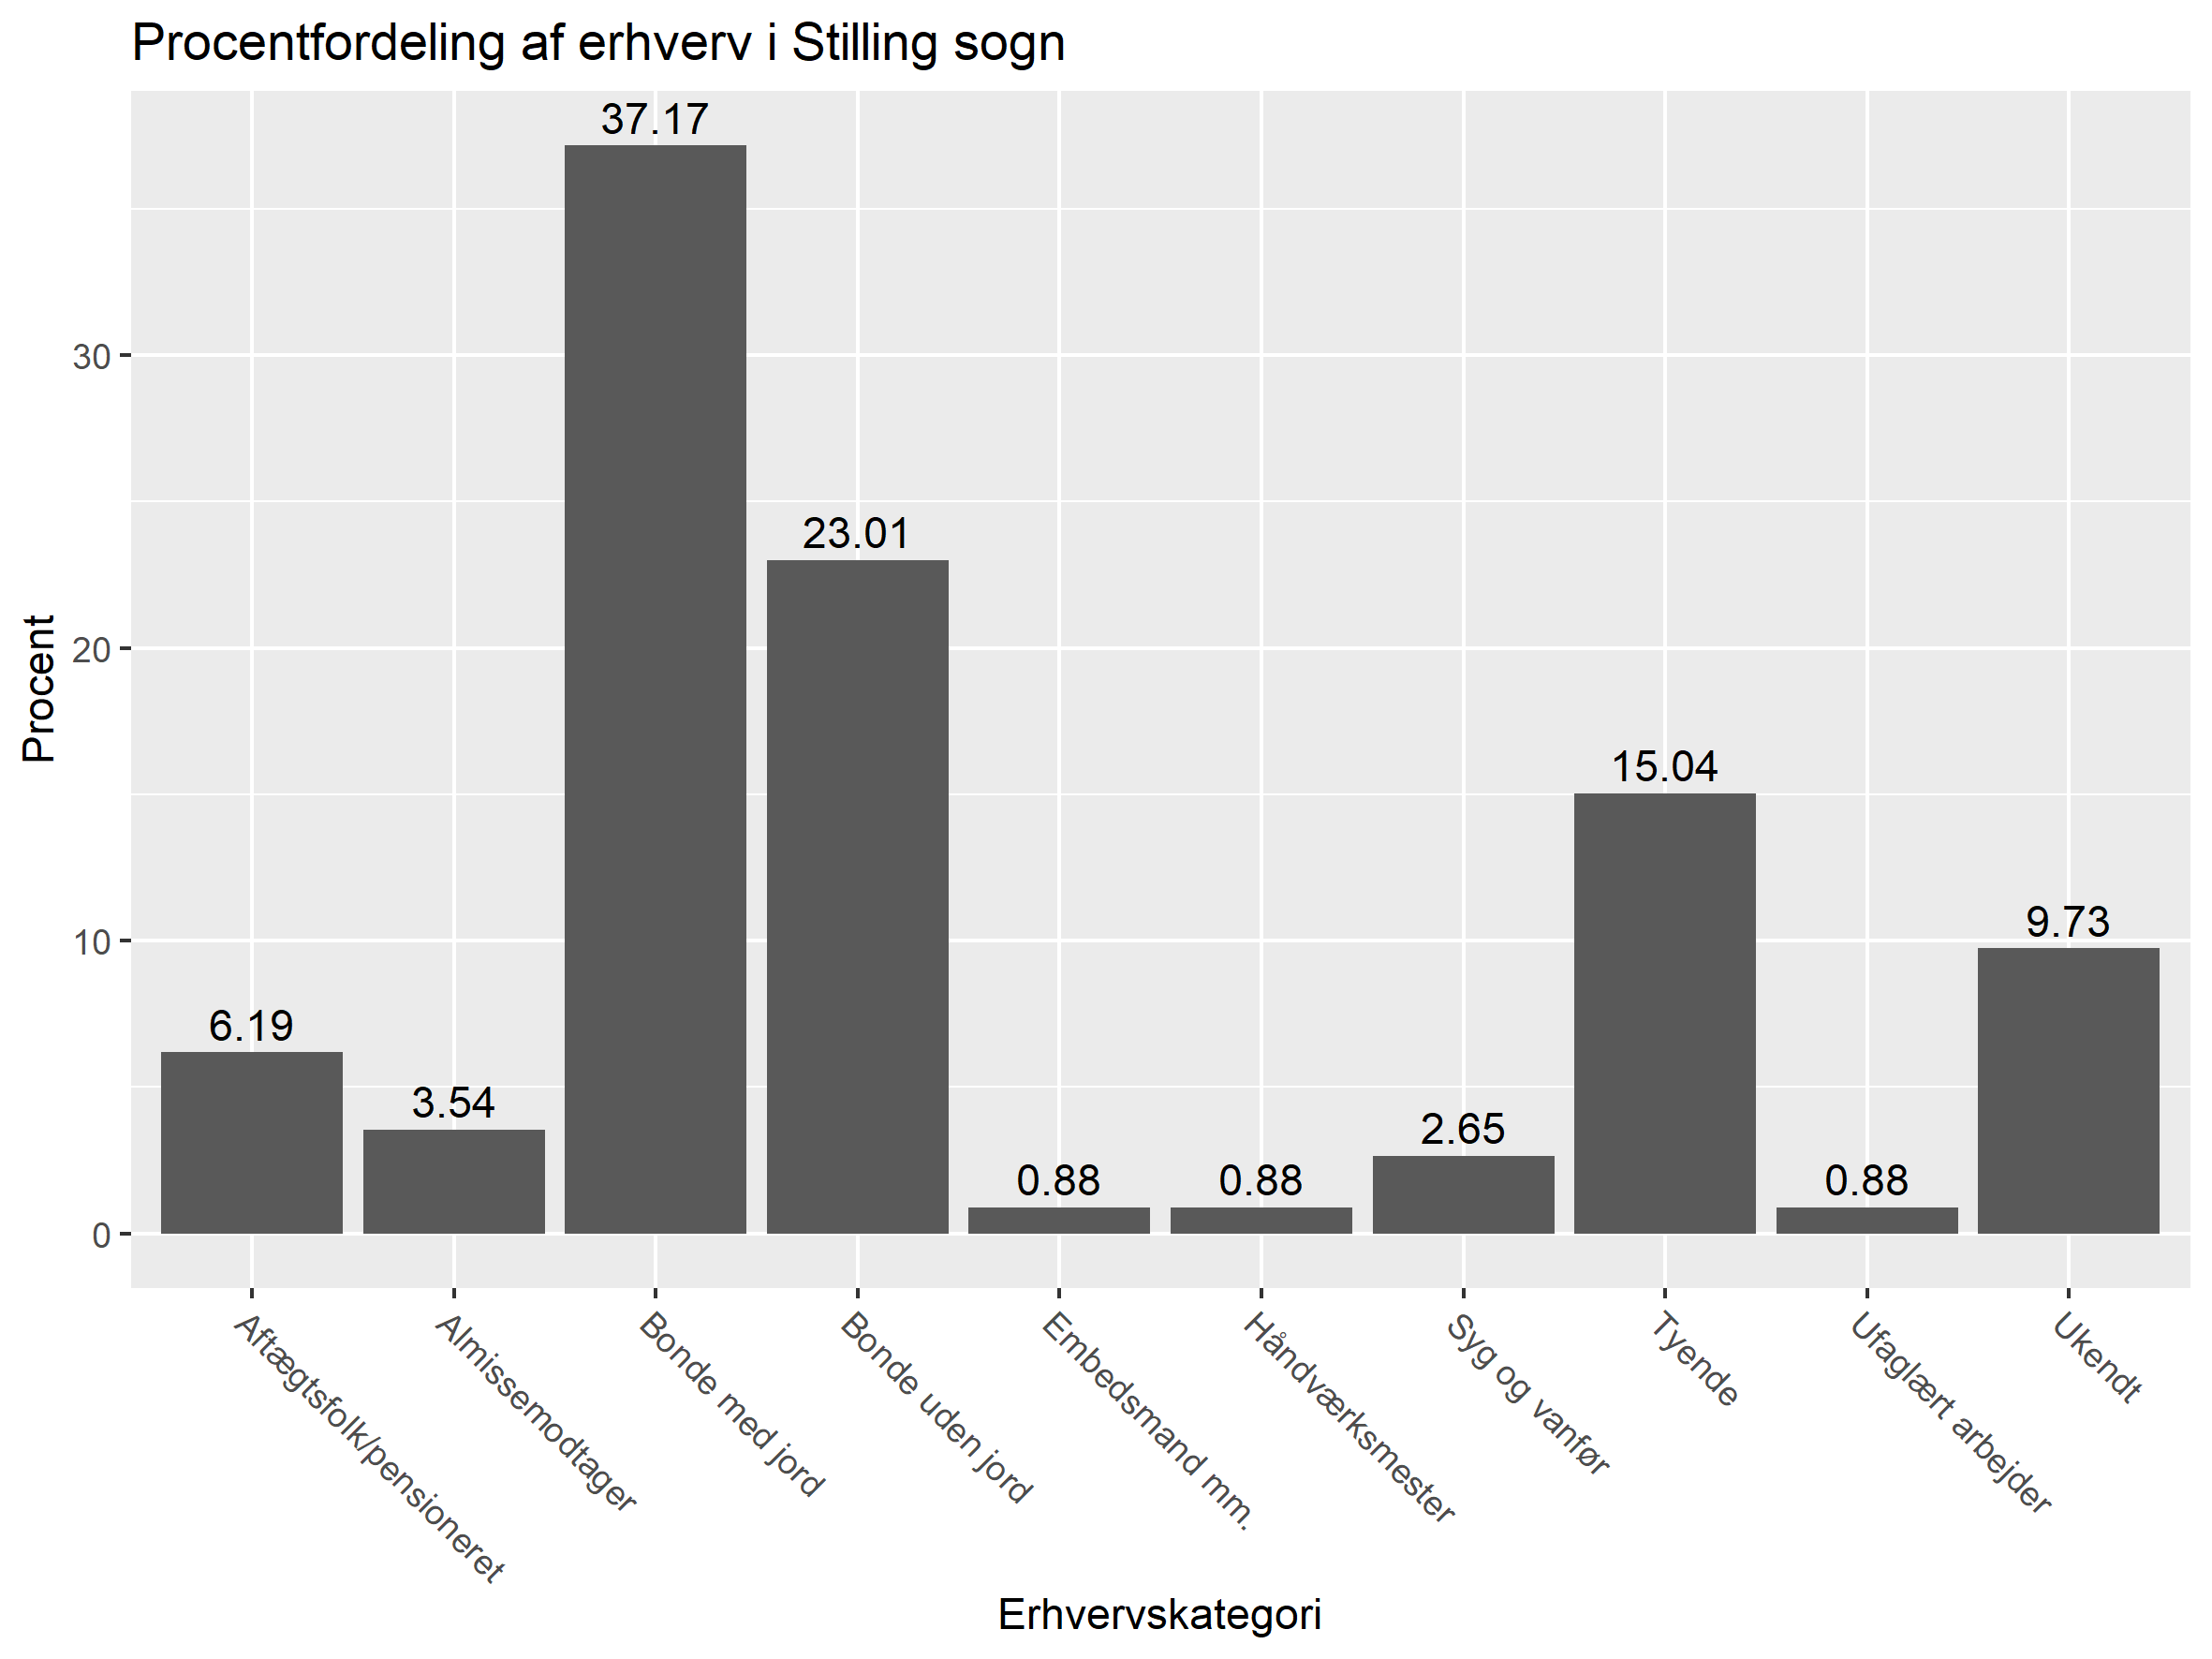 Procentfordeling af erhverv i Stilling sogn
Procent
30
20
10
0
6.19
3.54
37.17
23.01
0.88
0.88
2.65
15.04
0.88
9.73
Aftægtsfolk/pensioneret
Almissemodtager
Bonde med jord
Bonde uden jord
Embedsmand mm.
Håndværksmester
Syg og vanfør
Tyende
Ufaglært arbejder
Ukendt
Erhvervskategori